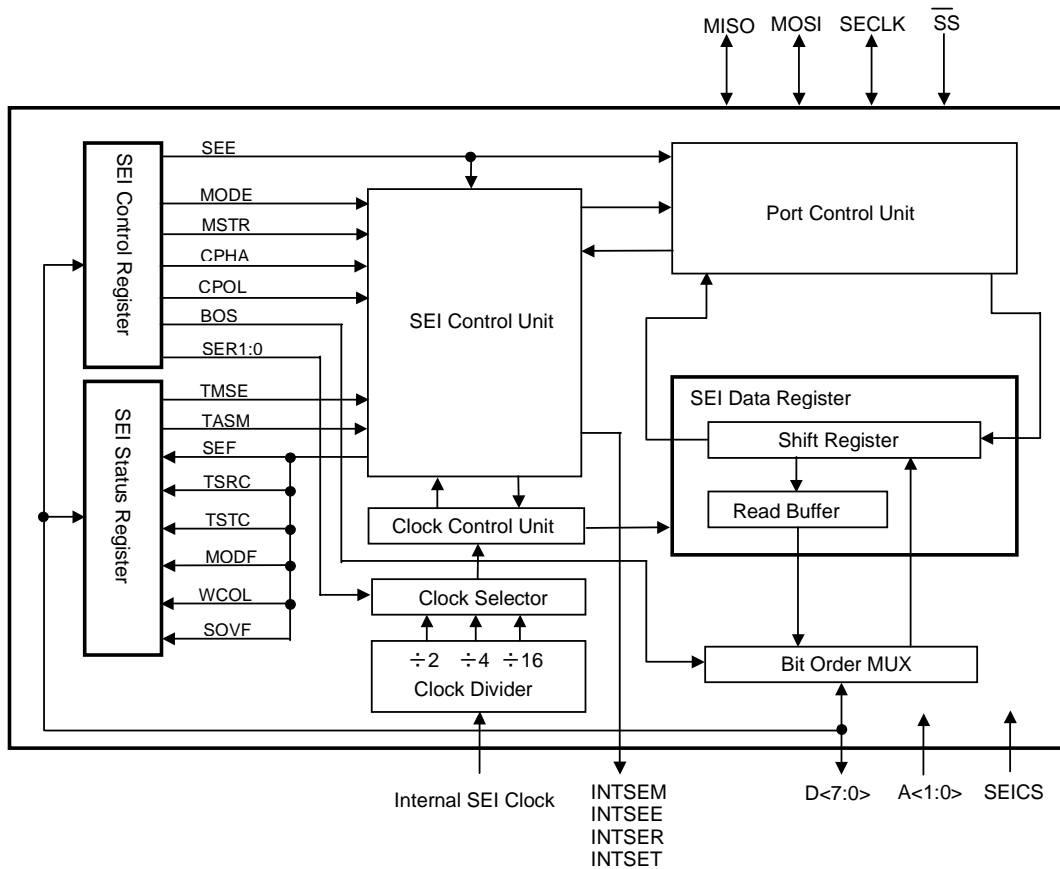 MISO MOSI SECLK SS
SEI Control Register
SEE
MODE
MSTR
CPHA
CPOL
BOS
SER1:0
SEI Status Register
TMSE
TASM
SEF
TSRC
TSTC
MODF
WCOL
SOVF
SEI Control Unit
Port Control Unit
SEI Data Register
Shift Register
Read Buffer
Clock Control Unit
Clock Selector
÷2 ÷4 ÷16
Clock Divider
Bit Order MUX
Internal SEI Clock
INTSEM
INTSEE
INTSER
INTSET
D<7:0> A<1:0> SEICS